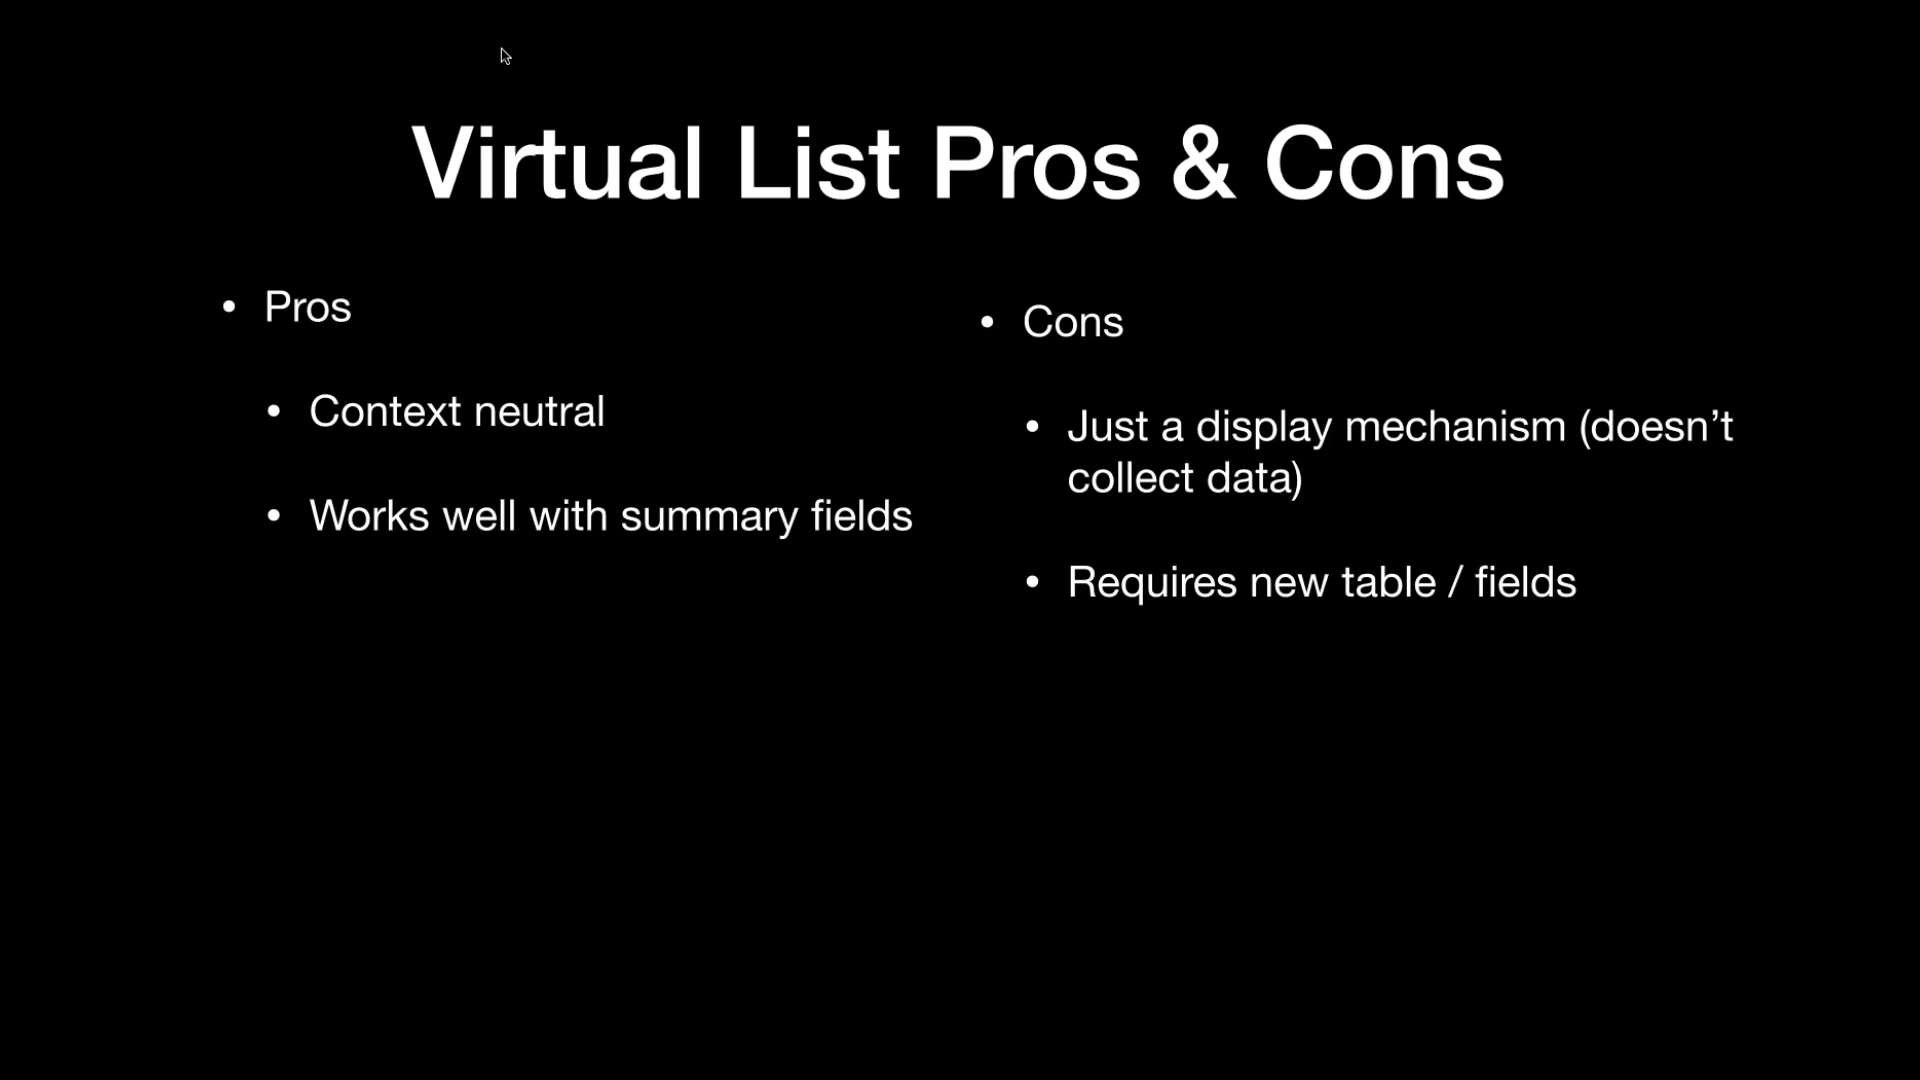 Virtual List Pros & Cons
• Pros
• Context neutral
• Works well with summary fields
• Cons
• Just a display mechanism (doesn’t
collect data)
• Requires new table / fields